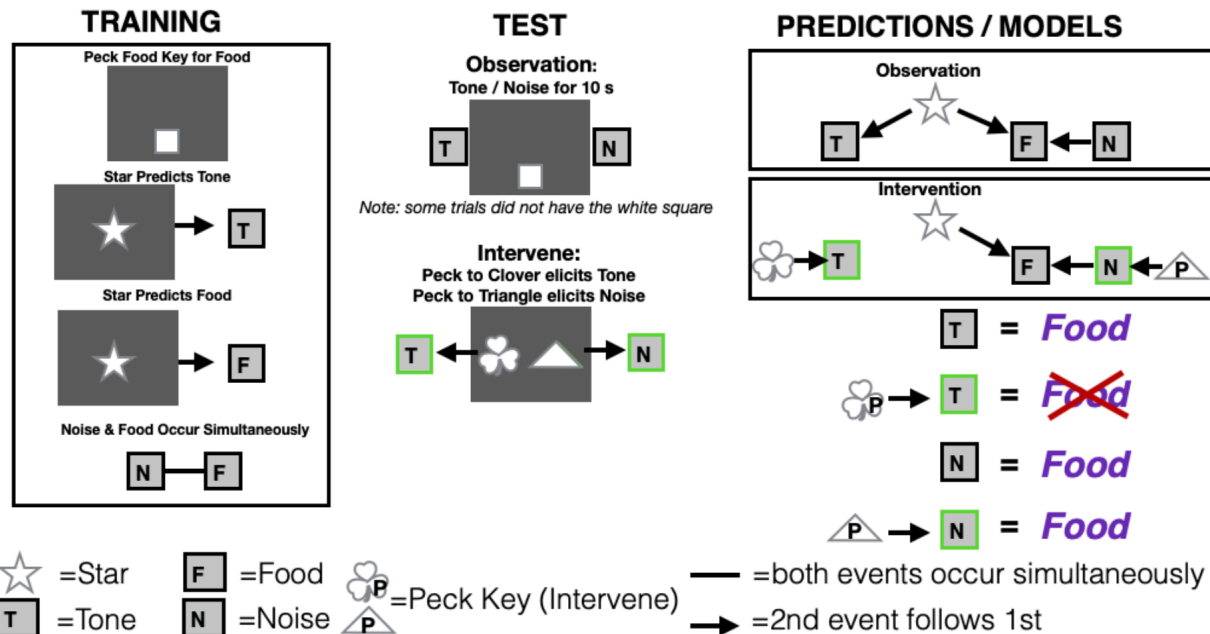 TRAINING
Peck Food Key for Food
Star Predicts Tone
T
Star Predicts Food
F
Noise & Food Occur Simultaneously
N F
TEST
Observation:
Tone / Noise for 10 s
T N
Note: some trials did not have the white square
Intervene:
Peck to Clover elicits Tone
Peck to Triangle elicits Noise
T N
PREDICTIONS / MODELS
Observation
T F N
Intervention
T F N P
T = Food
P T = Food
N = Food
P N = Food
=Star F =Food P =Peck Key (Intervene) =both events occur simultaneously
T =Tone N =Noise P =2nd event follows 1st